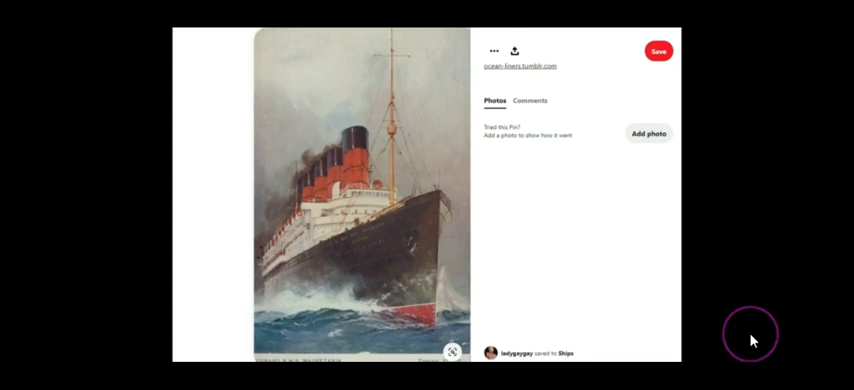 Save
ocean-liners.tumblr.com
Photos Comments
Tried this Pin?
Add a photo to show how it went
Add photo
ladygaygay saved to Ships